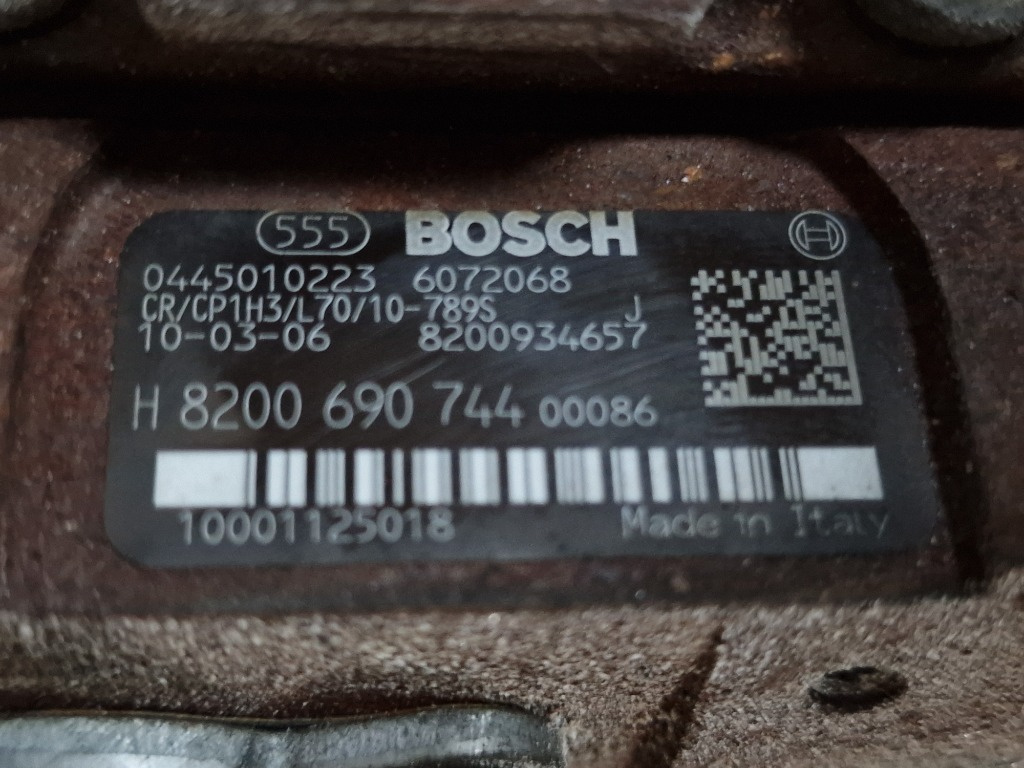 555 BOSCH
0445010223 6072068
CR/CP1H3/L70/10-789S J
10-03-06 8200934657
H 8200 690 744 00086
10001125018 Made in Italy